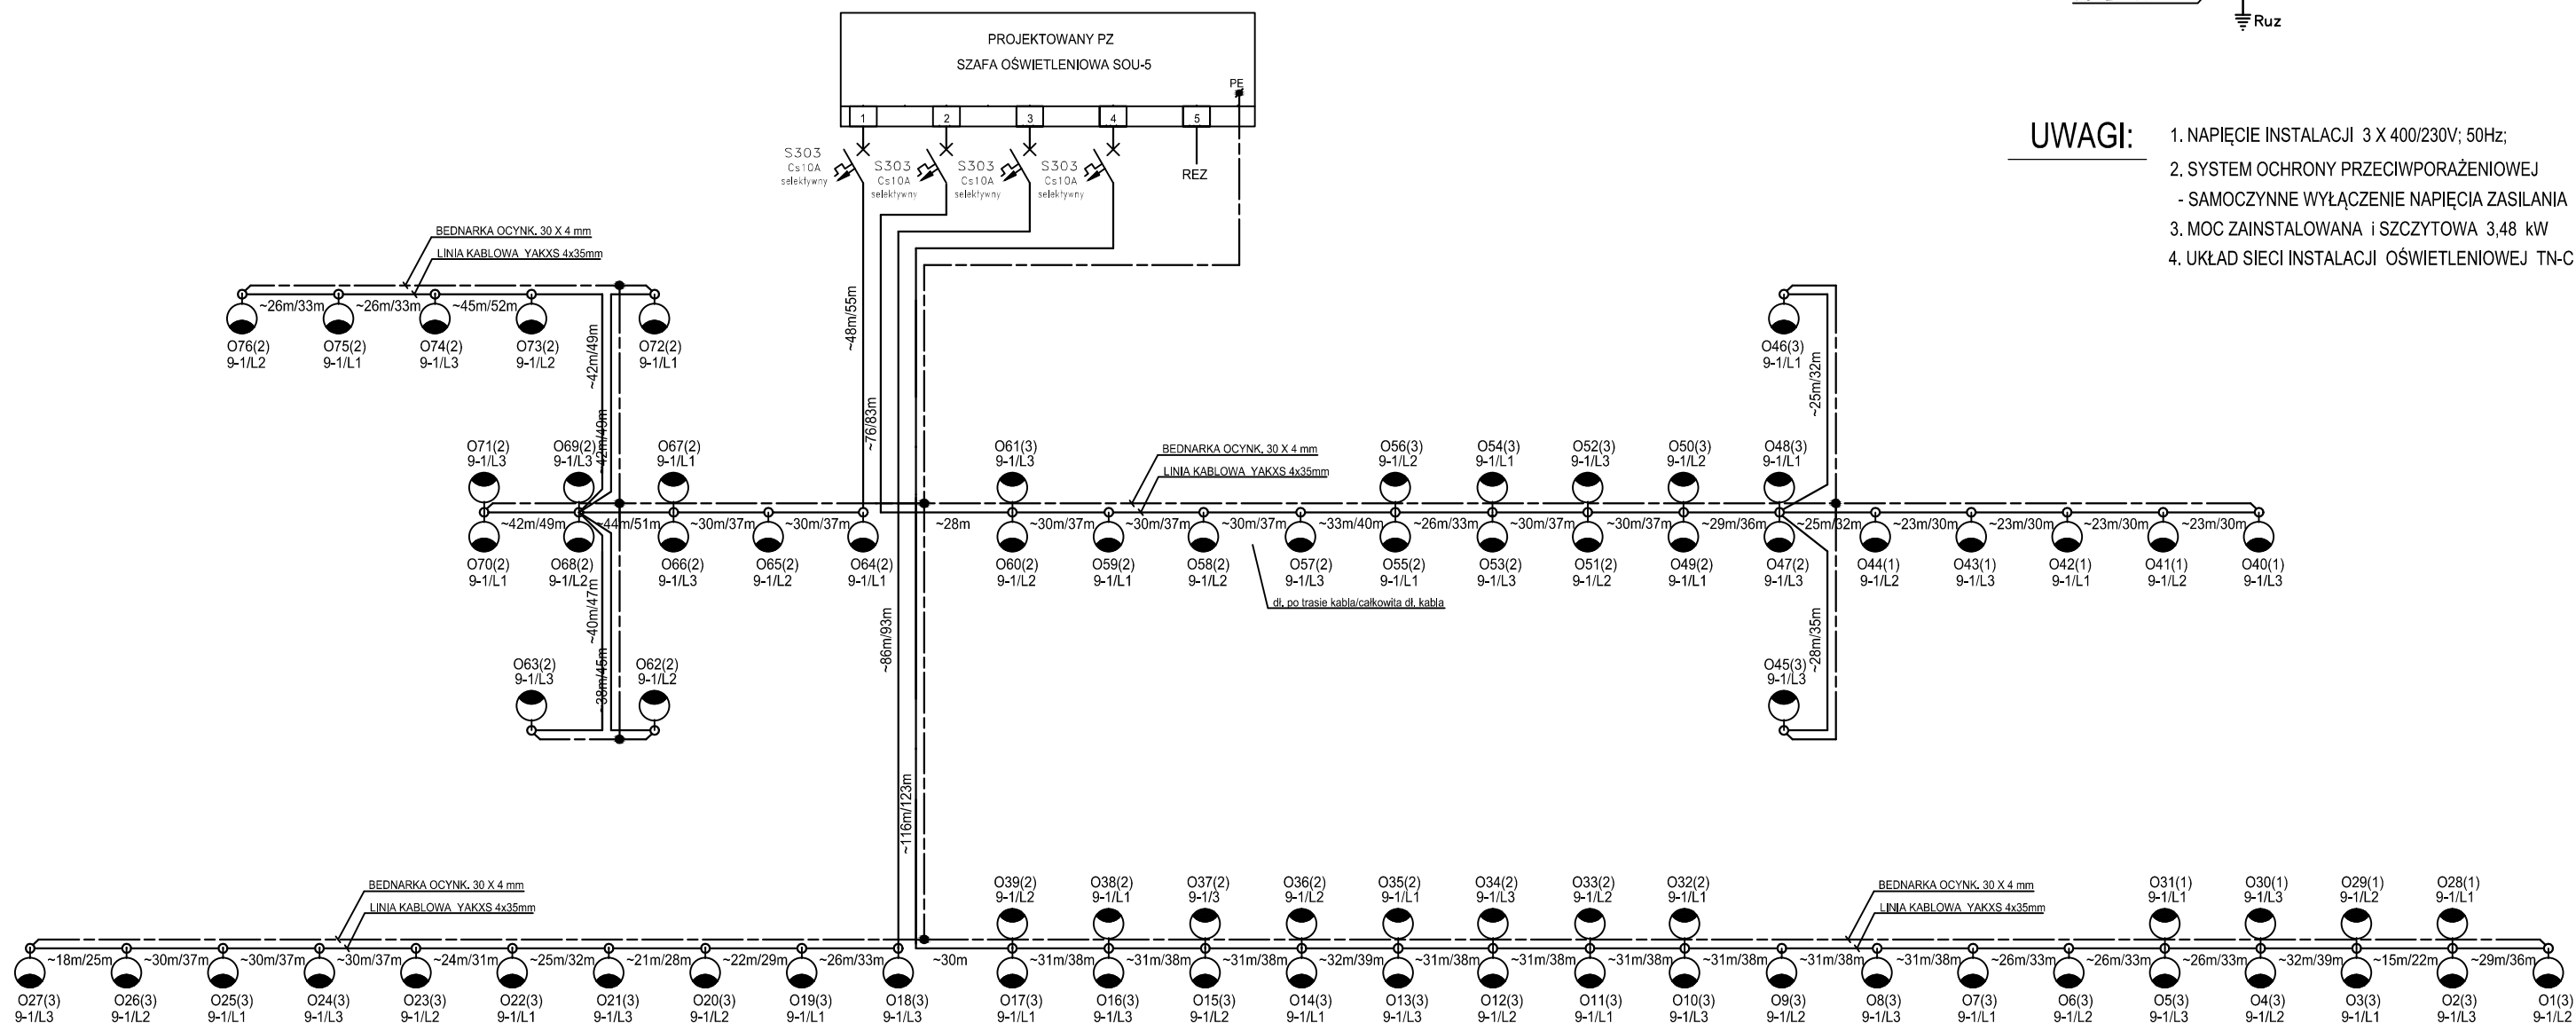 PROJEKTOWANY PZ
SZAFA OŚWIETLENIOWA SOU-5
PE
1 2 3 4 5
S303 S303 S303 S303
Cs10A Cs10A Cs10A Cs10A
selektywny selektywny selektywny selektywny
REZ
Ruz
UWAGI:
1. NAPIĘCIE INSTALACJI 3 X 400/230V; 50Hz;
2. SYSTEM OCHRONY PRZECIWPORAŻENIOWEJ
- SAMOCZYNNE WYŁĄCZENIE NAPIĘCIA ZASILANIA
3. MOC ZAINSTALOWANA i SZCZYTOWA 3,48 kW
4. UKŁAD SIECI INSTALACJI OŚWIETLENIOWEJ TN-C
BEDNARKA OCYNK. 30 X 4 mm
LINIA KABLOWA YAKXS 4x35mm
~26m/33m ~26m/33m ~45m/52m
O76(2) O75(2) O74(2) O73(2) O72(2)
9-1/L2 9-1/L1 9-1/L3 9-1/L2 9-1/L1
~42m/49m
~42m/49m
~48m/55m
~76/83m
O46(3)
9-1/L1
~25m/32m
O71(2) O69(2) O67(2)
9-1/L3 9-1/L3 9-1/L1
O61(3)
9-1/L3
BEDNARKA OCYNK. 30 X 4 mm
LINIA KABLOWA YAKXS 4x35mm
O56(3) O54(3) O52(3) O50(3) O48(3)
9-1/L2 9-1/L1 9-1/L3 9-1/L2 9-1/L1
~42m/49m ~44m/51m ~30m/37m ~30m/37m ~28m ~30m/37m ~30m/37m ~30m/37m ~33m/40m ~26m/33m ~30m/37m ~30m/37m ~29m/36m ~25m/32m ~23m/30m ~23m/30m ~23m/30m ~23m/30m
O70(2) O68(2) O66(2) O65(2) O64(2) O60(2) O59(2) O58(2) O57(2) O55(2) O53(2) O51(2) O49(2) O47(2) O44(1) O43(1) O42(1) O41(1) O40(1)
9-1/L1 9-1/L2 9-1/L3 9-1/L2 9-1/L1 9-1/L2 9-1/L1 9-1/L2 9-1/L3 9-1/L1 9-1/L3 9-1/L2 9-1/L1 9-1/L3 9-1/L2 9-1/L3 9-1/L1 9-1/L2 9-1/L3
dł. po trasie kabla/całkowita dł. kabla
~40m/47m
~38m/45m
~86m/93m
~28m/35m
O63(2) O62(2)
9-1/L3 9-1/L2
O45(3)
9-1/L3
~116m/123m
BEDNARKA OCYNK. 30 X 4 mm
LINIA KABLOWA YAKXS 4x35mm
O39(2) O38(2) O37(2) O36(2) O35(2) O34(2) O33(2) O32(2)
9-1/L2 9-1/L1 9-1/3 9-1/L2 9-1/L1 9-1/L3 9-1/L2 9-1/L1
BEDNARKA OCYNK. 30 X 4 mm
LINIA KABLOWA YAKXS 4x35mm
O31(1) O30(1) O29(1) O28(1)
9-1/L1 9-1/L3 9-1/L2 9-1/L1
~18m/25m ~30m/37m ~30m/37m ~30m/37m ~24m/31m ~25m/32m ~21m/28m ~22m/29m ~26m/33m ~30m ~31m/38m ~31m/38m ~31m/38m ~32m/39m ~31m/38m ~31m/38m ~31m/38m ~31m/38m ~31m/38m ~31m/38m ~26m/33m ~26m/33m ~26m/33m ~32m/39m ~15m/22m ~29m/36m
O27(3) O26(3) O25(3) O24(3) O23(3) O22(3) O21(3) O20(3) O19(3) O18(3) O17(3) O16(3) O15(3) O14(3) O13(3) O12(3) O11(3) O10(3) O9(3) O8(3) O7(3) O6(3) O5(3) O4(3) O3(3) O2(3) O1(3)
9-1/L3 9-1/L2 9-1/L1 9-1/L3 9-1/L2 9-1/L1 9-1/L3 9-1/L2 9-1/L1 9-1/L3 9-1/L1 9-1/L3 9-1/L2 9-1/L1 9-1/L3 9-1/L2 9-1/L1 9-1/L3 9-1/L2 9-1/L3 9-1/L1 9-1/L2 9-1/L3 9-1/L2 9-1/L1 9-1/L3 9-1/L2